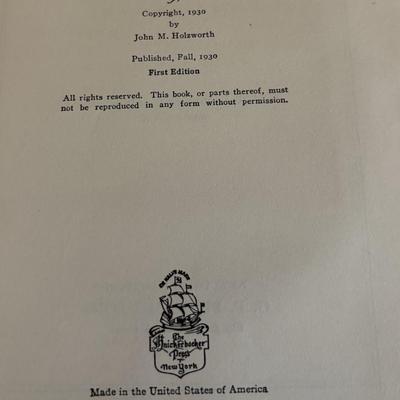 Copyright, 1930
by
John M. Holzworth
Published, Fall, 1930
First Edition
All rights reserved. This book, or parts thereof, must
not be reproduced in any form without permission.
The
Knickerbocker
Press
New York
Made in the United States of America